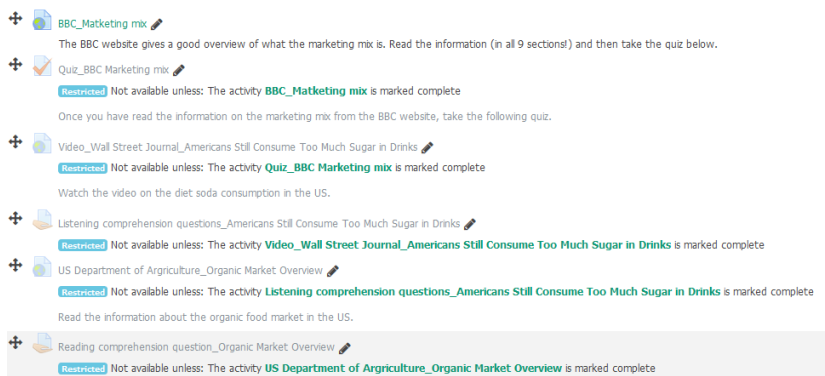 BBC_Matketing mix
The BBC website gives a good overview of what the marketing mix is. Read the information (in all 9 sections!) and then take the quiz below.
Quiz_BBC Marketing mix
Restricted Not available unless: The activity BBC_Matketing mix is marked complete
Once you have read the information on the marketing mix from the BBC website, take the following quiz.
Video_Wall Street Journal_Americans Still Consume Too Much Sugar in Drinks
Restricted Not available unless: The activity Quiz_BBC Marketing mix is marked complete
Watch the video on the diet soda consumption in the US.
Listening comprehension questions_Americans Still Consume Too Much Sugar in Drinks
Restricted Not available unless: The activity Video_Wall Street Journal_Americans Still Consume Too Much Sugar in Drinks is marked complete
US Department of Argriculture_Organic Market Overview
Restricted Not available unless: The activity Listening comprehension questions_Americans Still Consume Too Much Sugar in Drinks is marked complete
Read the information about the organic food market in the US.
Reading comprehension question_Organic Market Overview
Restricted Not available unless: The activity US Department of Argriculture_Organic Market Overview is marked complete